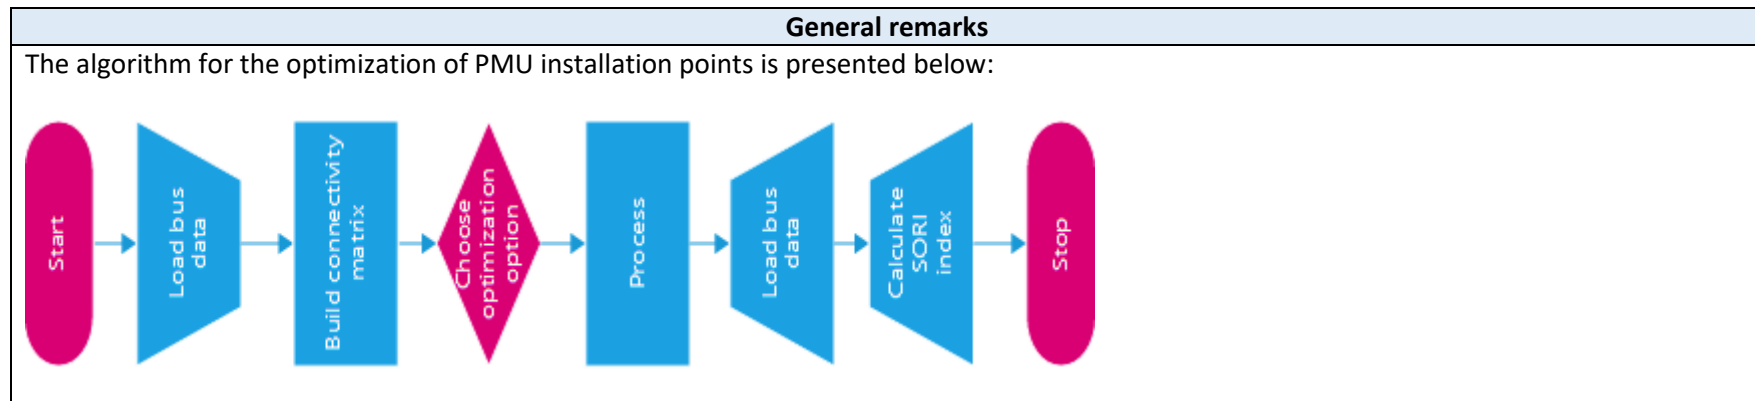 General remarks
The algorithm for the optimization of PMU installation points is presented below:
Start
Load bus
data
Build connectivity
matrix
Choose
optimization
option
Process
Load bus
data
Calculate
SORI
index
Stop